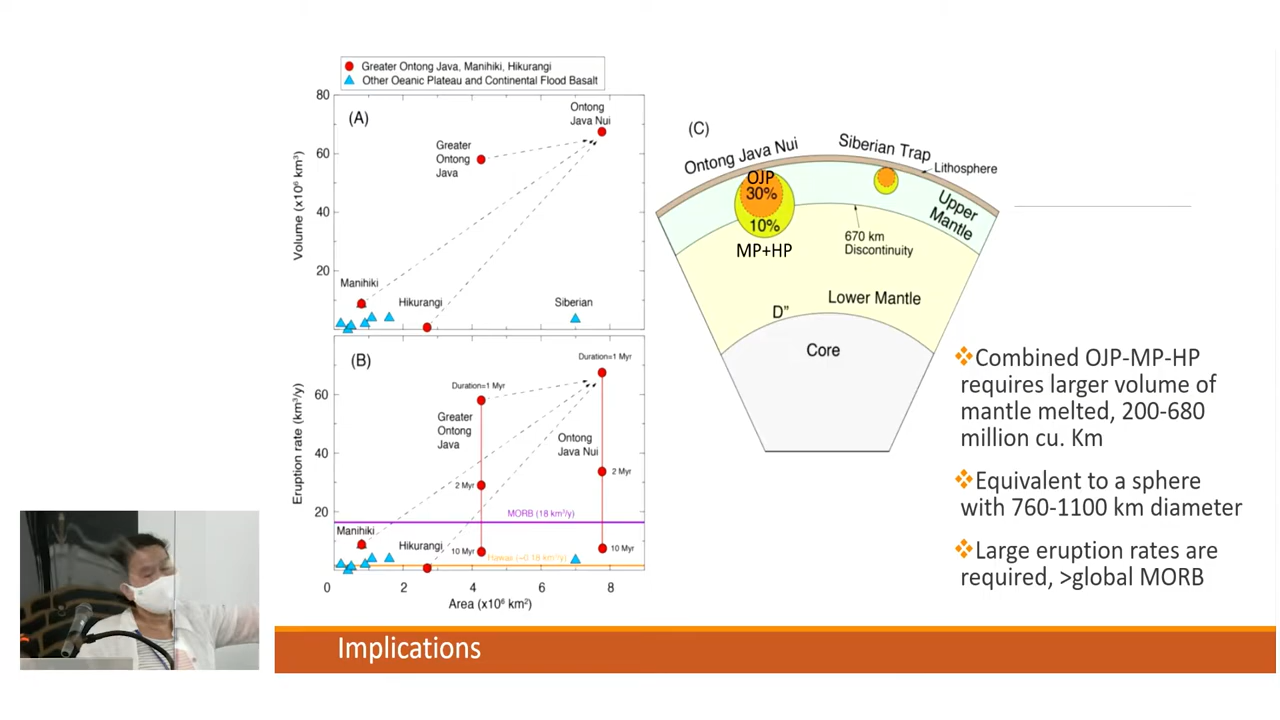 Greater Ontong Java, Manihiki, Hikurangi
Other Oeanic Plateau and Continental Flood Basalt
(A)
Volume (x10⁶ km³)
80
60
40
20
Ontong
Java Nui
Greater
Ontong
Java
Manihiki
Hikurangi
Siberian
(B)
Eruption rate (km³/y)
60
40
20
Duration=1 Myr
Duration=1 Myr
Greater
Ontong
Java
Ontong
Java Nui
2 Myr
2 Myr
MORB (18 km³/y)
Manihiki
Hikurangi
10 Myr
10 Myr
(~0.18 km³/y)
0
2
4
6
8
Area (x10⁶ km²)
(C)
Ontong Java Nui
Siberian Trap
Lithosphere
OJP
30%
10%
MP+HP
Upper
Mantle
670 km
Discontinuity
Lower Mantle
D"
Core
Combined OJP-MP-HP
requires larger volume of
mantle melted, 200-680
million cu. Km
Equivalent to a sphere
with 760-1100 km diameter
Large eruption rates are
required, >global MORB
Implications